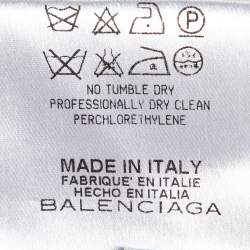 NO TUMBLE DRY
PROFESSIONALLY DRY CLEAN
PERCHLORETHYLENE
MADE IN ITALY
FABRIQUE' EN ITALIE
HECHO EN ITALIA
BALENCIAGA